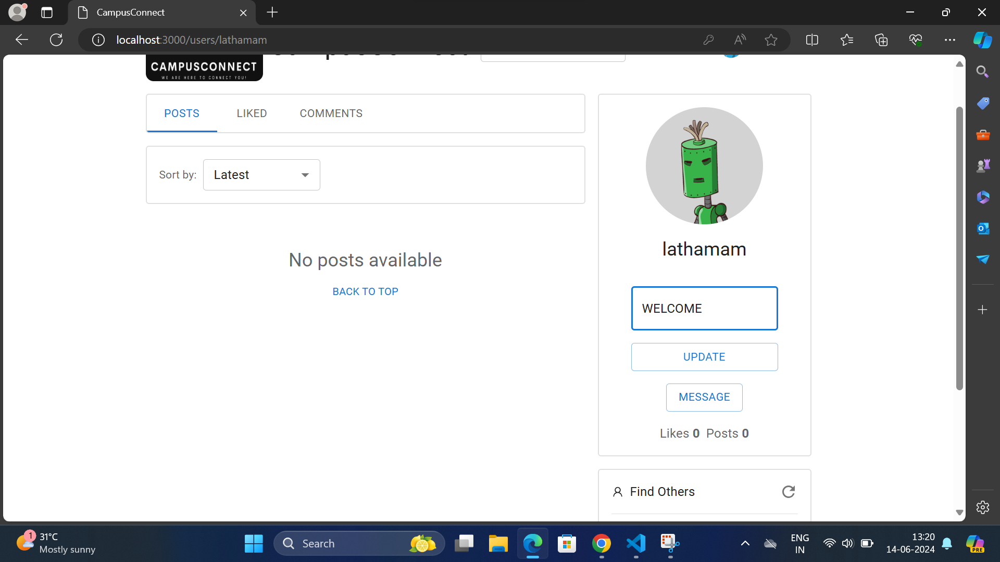 CampusConnect
localhost:3000/users/lathamam
CAMPUSCONNECT
WE ARE HERE TO CONNECT YOU!
POSTS LIKED COMMENTS
Sort by: Latest
No posts available
BACK TO TOP
lathamam
WELCOME
UPDATE
MESSAGE
Likes 0 Posts 0
Find Others
1
31°C
Mostly sunny
Search
ENG
IN
13:20
14-06-2024
PRE